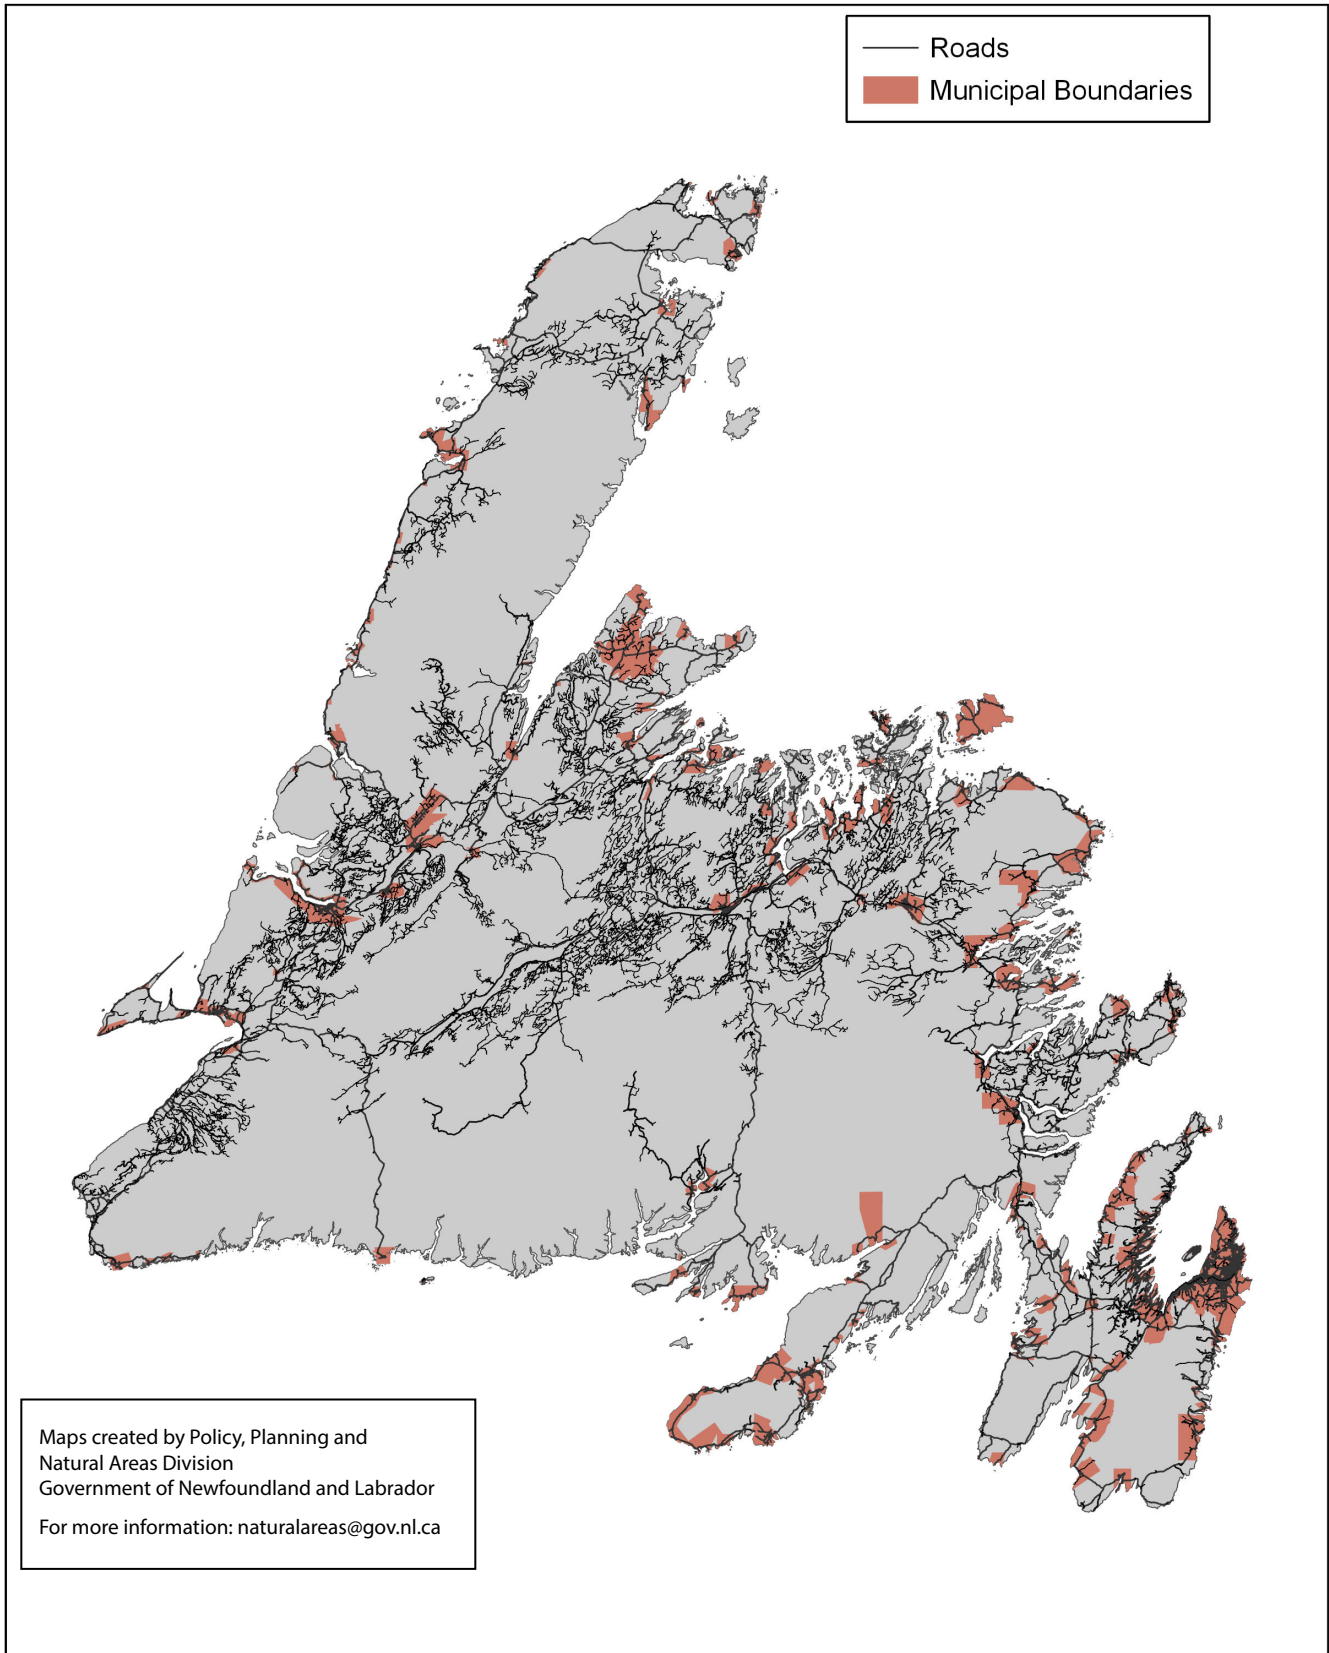 Roads
Municipal Boundaries
Maps created by Policy, Planning and
Natural Areas Division
Government of Newfoundland and Labrador
For more information: naturalareas@gov.nl.ca